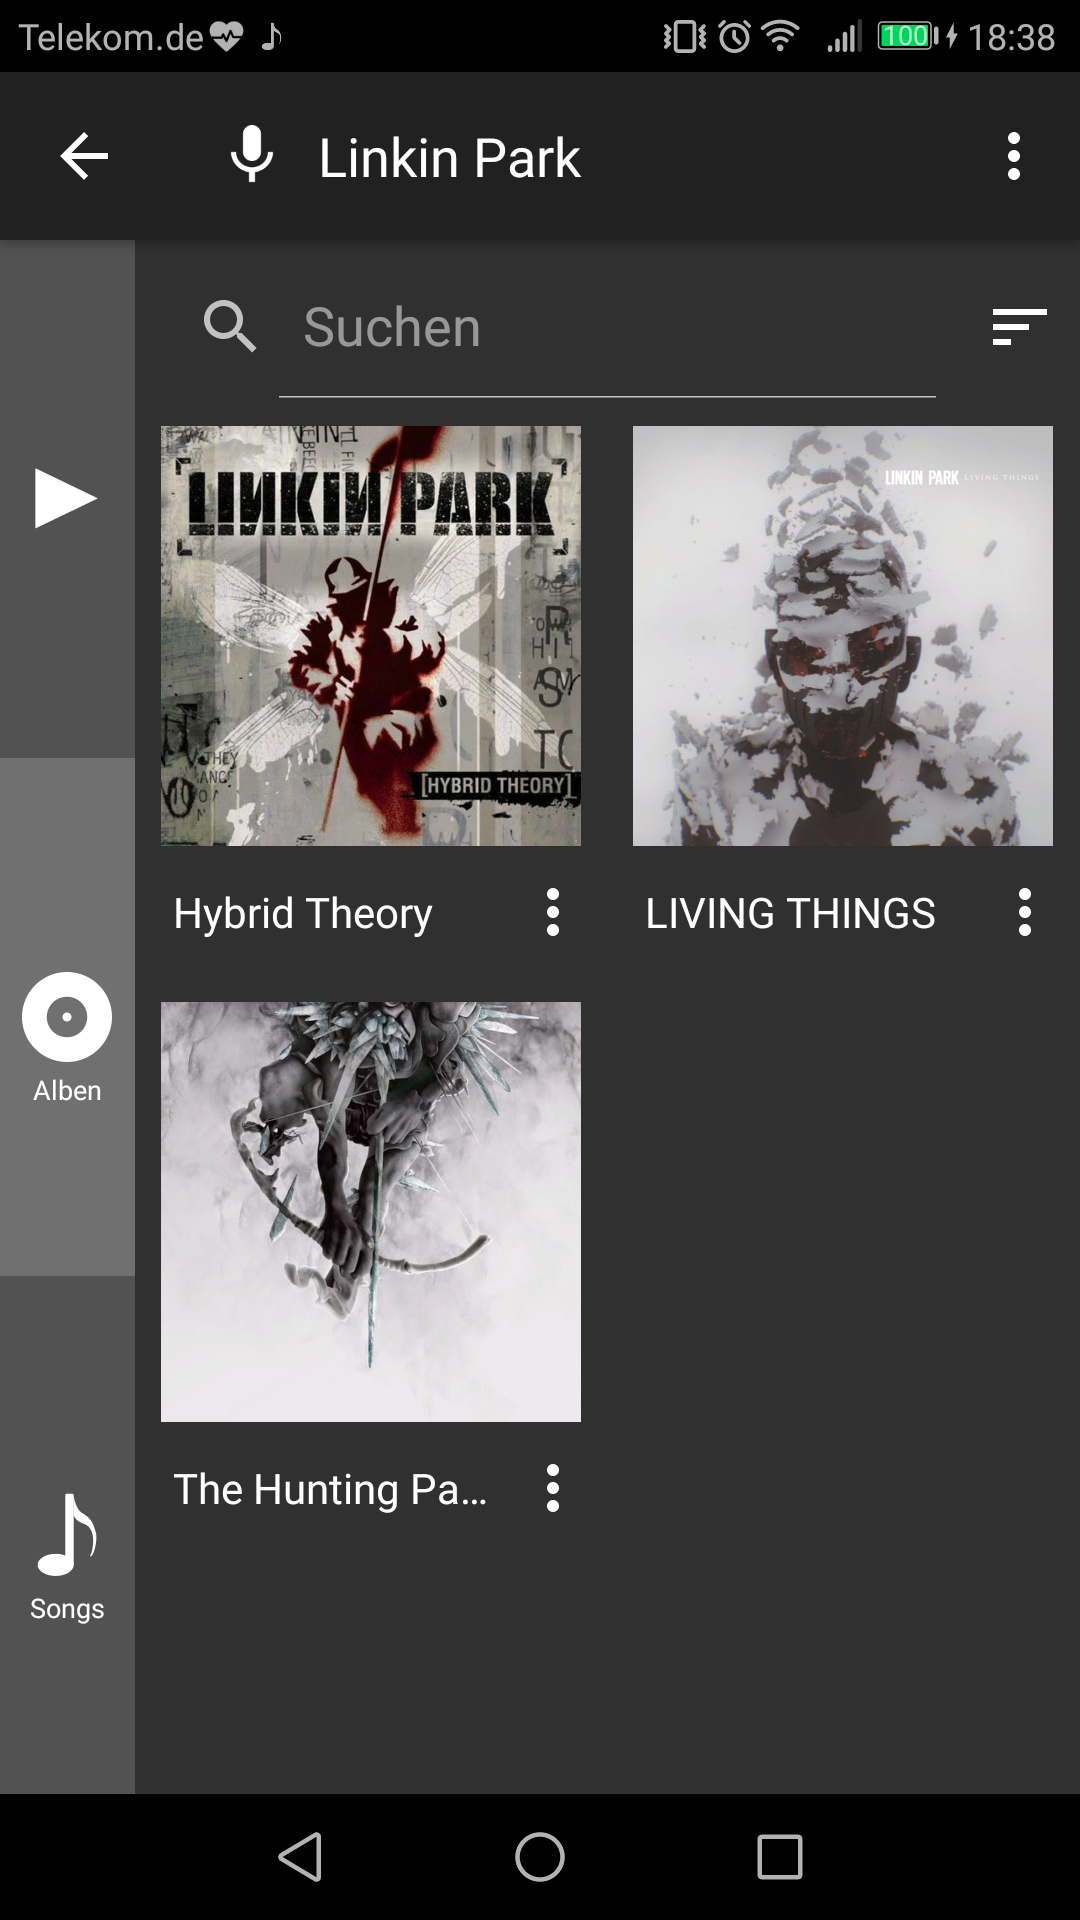 Telekom.de 100 18:38
Linkin Park
Suchen
LINKIN PARK
[HYBRID THEORY]
LINKIN PARK LIVING THINGS
Hybrid Theory
LIVING THINGS
Alben
The Hunting Pa...
Songs